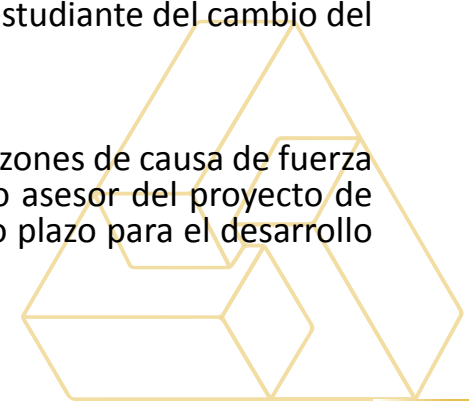 studiante del cambio del
zones de causa de fuerza
o asesor del proyecto de
o plazo para el desarrollo